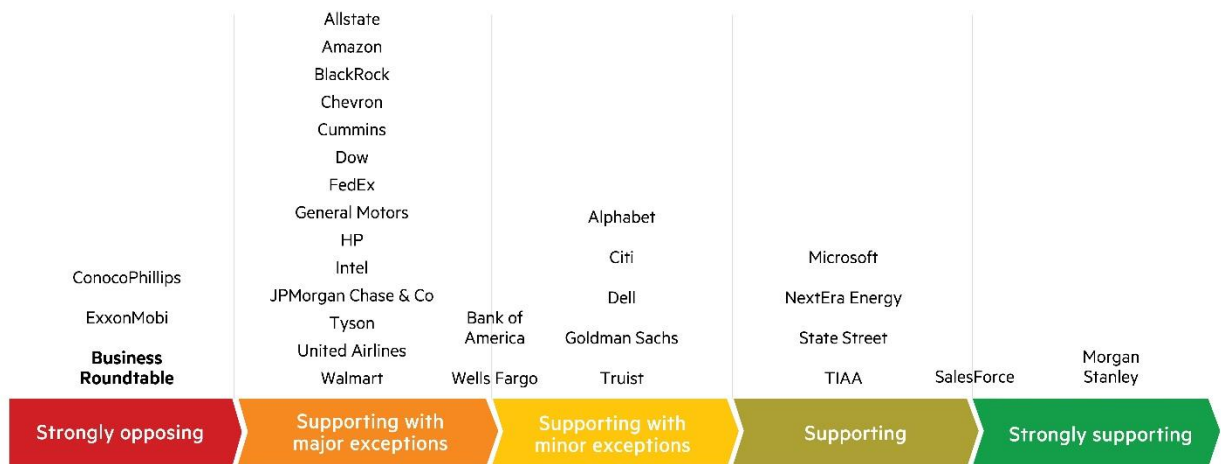 Allstate
Amazon
BlackRock
Chevron
Cummins
Dow
FedEx
General Motors
HP
Intel
JPMorgan Chase & Co
Tyson
United Airlines
Walmart
ConocoPhillips
ExxonMobi
Business
Roundtable
Bank of
America
Wells Fargo
Alphabet
Citi
Dell
Goldman Sachs
Truist
Microsoft
NextEra Energy
State Street
TIAA
SalesForce
Morgan
Stanley
Strongly opposing
Supporting with
major exceptions
Supporting with
minor exceptions
Supporting
Strongly supporting